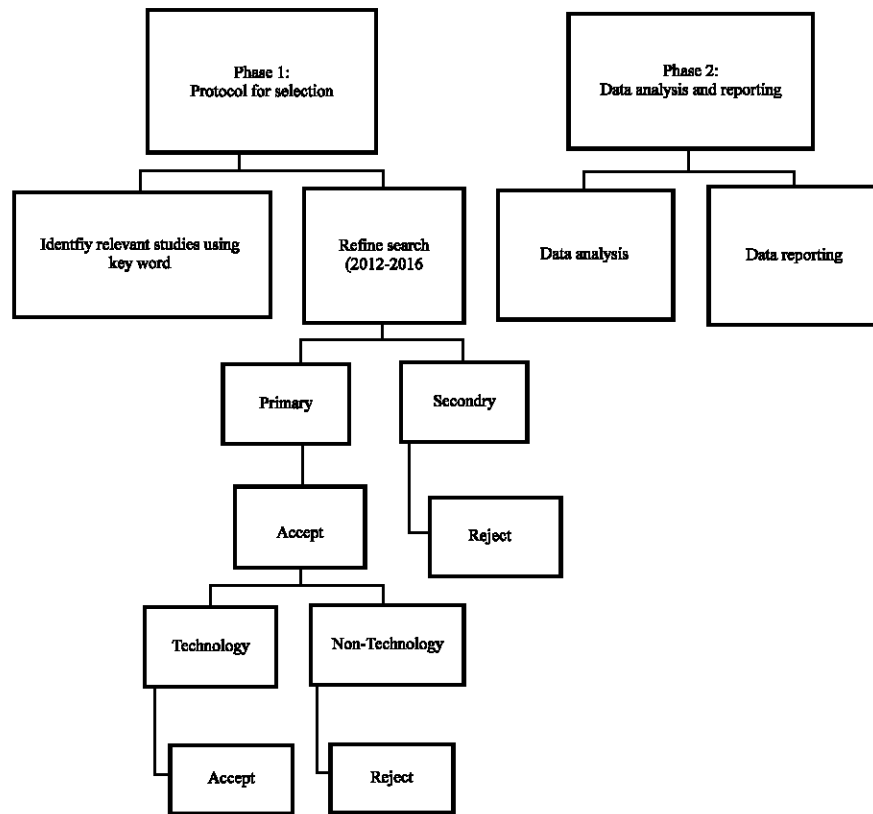 Phase 1:
Protocol for selection
Phase 2:
Data analysis and reporting
Identfiy relevant studies using
key word
Refine search
(2012-2016
Data analysis
Data reporting
Primary
Secondry
Accept
Reject
Technology
Non-Technology
Accept
Reject